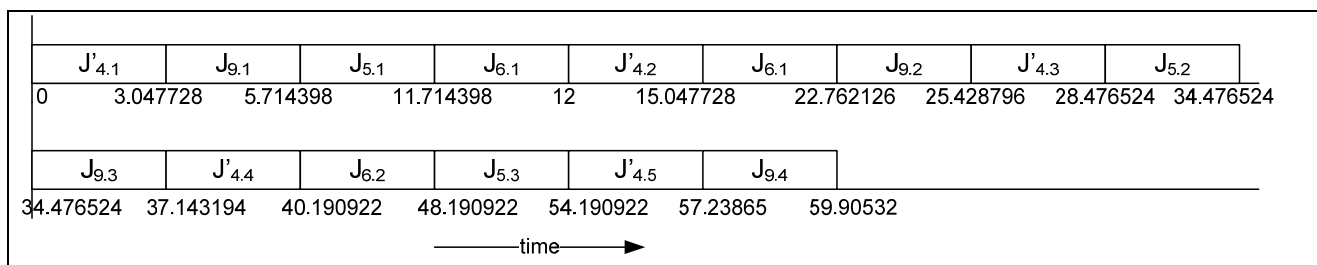 J'4.1 J9.1 J5.1 J6.1 J'4.2 J6.1 J9.2 J'4.3 J5.2
0 3.047728 5.714398 11.714398 12 15.047728 22.762126 25.428796 28.476524 34.476524
J9.3 J'4.4 J6.2 J5.3 J'4.5 J9.4
34.476524 37.143194 40.190922 48.190922 54.190922 57.23865 59.90532
time